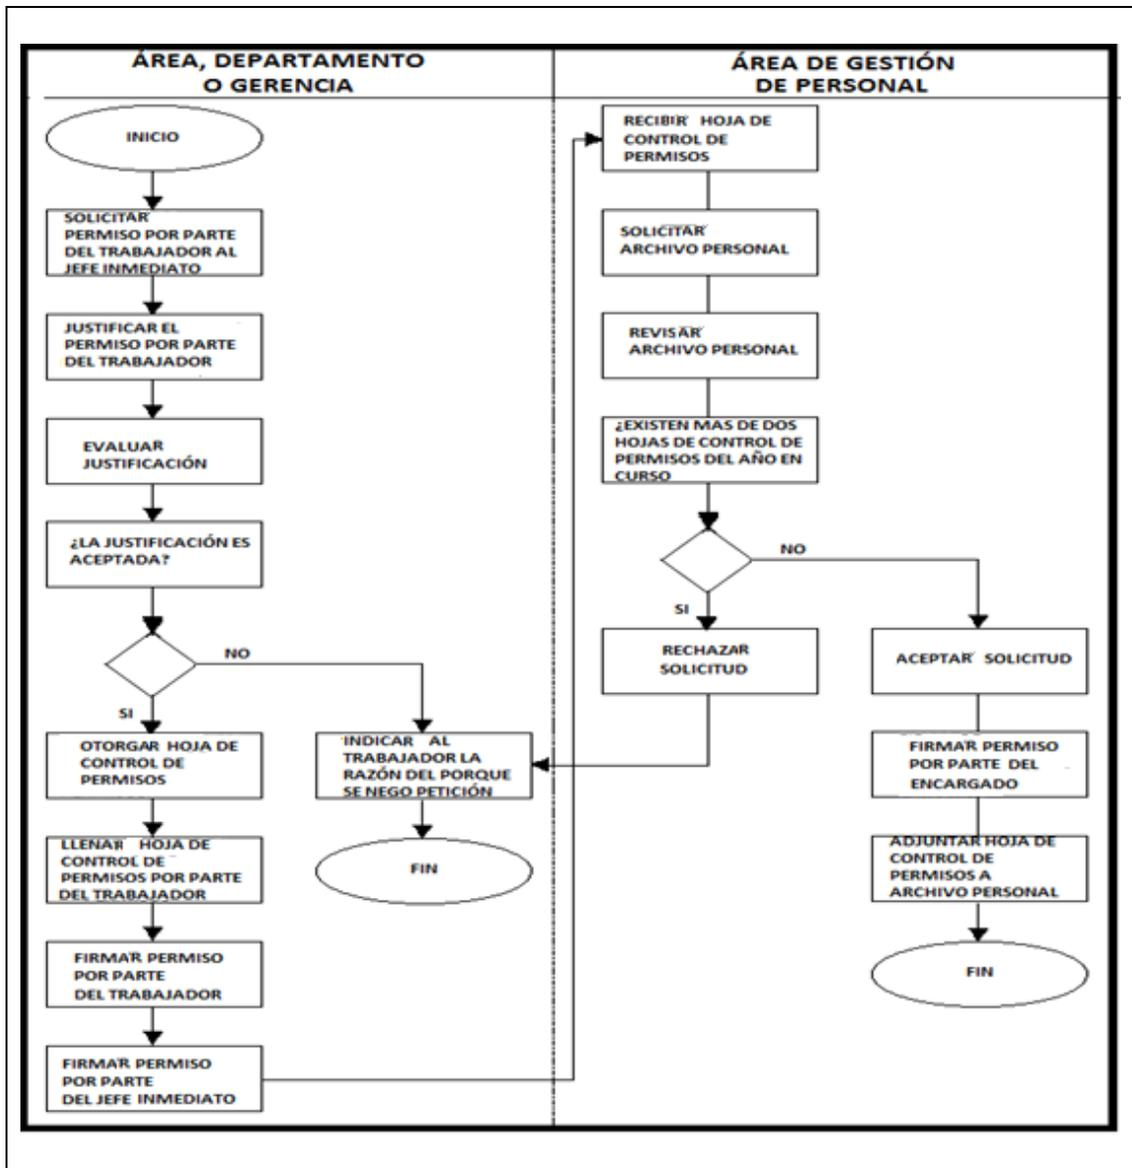 ÁREA, DEPARTAMENTO
O GERENCIA
INICIO
SOLICITAR
PERMISO POR PARTE
DEL TRABAJADOR AL
JEFE INMEDIATO
JUSTIFICAR EL
PERMISO POR PARTE
DEL TRABAJADOR
EVALUAR
JUSTIFICACIÓN
¿LA JUSTIFICACIÓN ES
ACEPTADA?
NO
SI
OTORGAR HOJA DE
CONTROL DE
PERMISOS
INDICAR AL
TRABAJADOR LA
RAZÓN DEL PORQUE
SE NEGO PETICIÓN
FIN
LLENAR HOJA DE
CONTROL DE
PERMISOS POR PARTE
DEL TRABAJADOR
FIRMAR PERMISO
POR PARTE
DEL TRABAJADOR
FIRMAR PERMISO
POR PARTE
DEL JEFE INMEDIATO
ÁREA DE GESTIÓN
DE PERSONAL
RECIBIR HOJA DE
CONTROL DE
PERMISOS
SOLICITAR
ARCHIVO PERSONAL
REVISAR
ARCHIVO PERSONAL
¿EXISTEN MAS DE DOS
HOJAS DE CONTROL DE
PERMISOS DEL AÑO EN
CURSO
NO
SI
RECHAZAR
SOLICITUD
ACEPTAR SOLICITUD
FIRMAR PERMISO
POR PARTE DEL
ENCARGADO
ADJUNTAR HOJA DE
CONTROL DE
PERMISOS A
ARCHIVO PERSONAL
FIN